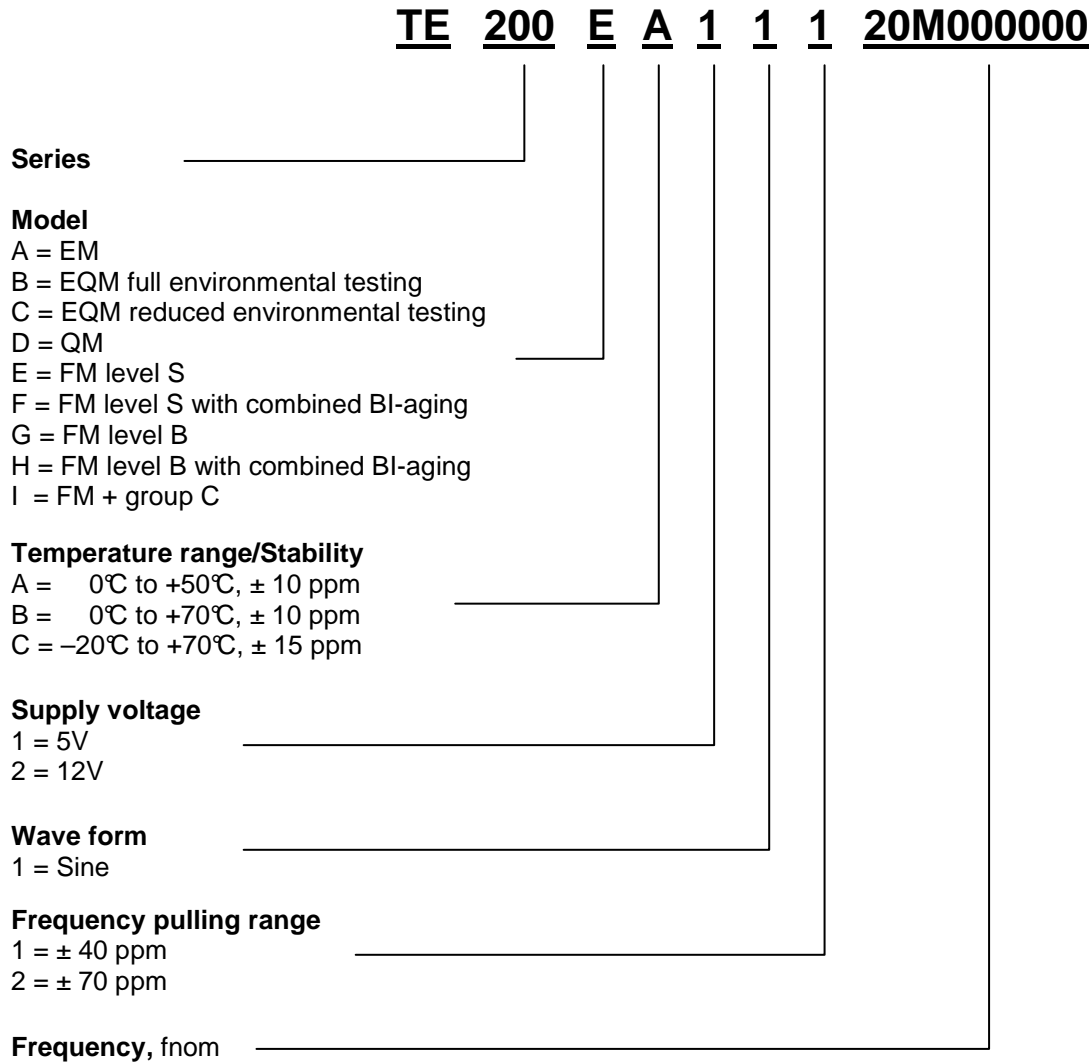 TE 200 E A 1 1 1 20M000000
Series
Model
A = EM
B = EQM full environmental testing
C = EQM reduced environmental testing
D = QM
E = FM level S
F = FM level S with combined BI-aging
G = FM level B
H = FM level B with combined BI-aging
I = FM + group C
Temperature range/Stability
A = 0℃ to +50℃, ± 10 ppm
B = 0℃ to +70℃, ± 10 ppm
C = –20℃ to +70℃, ± 15 ppm
Supply voltage
1 = 5V
2 = 12V
Wave form
1 = Sine
Frequency pulling range
1 = ± 40 ppm
2 = ± 70 ppm
Frequency, fnom